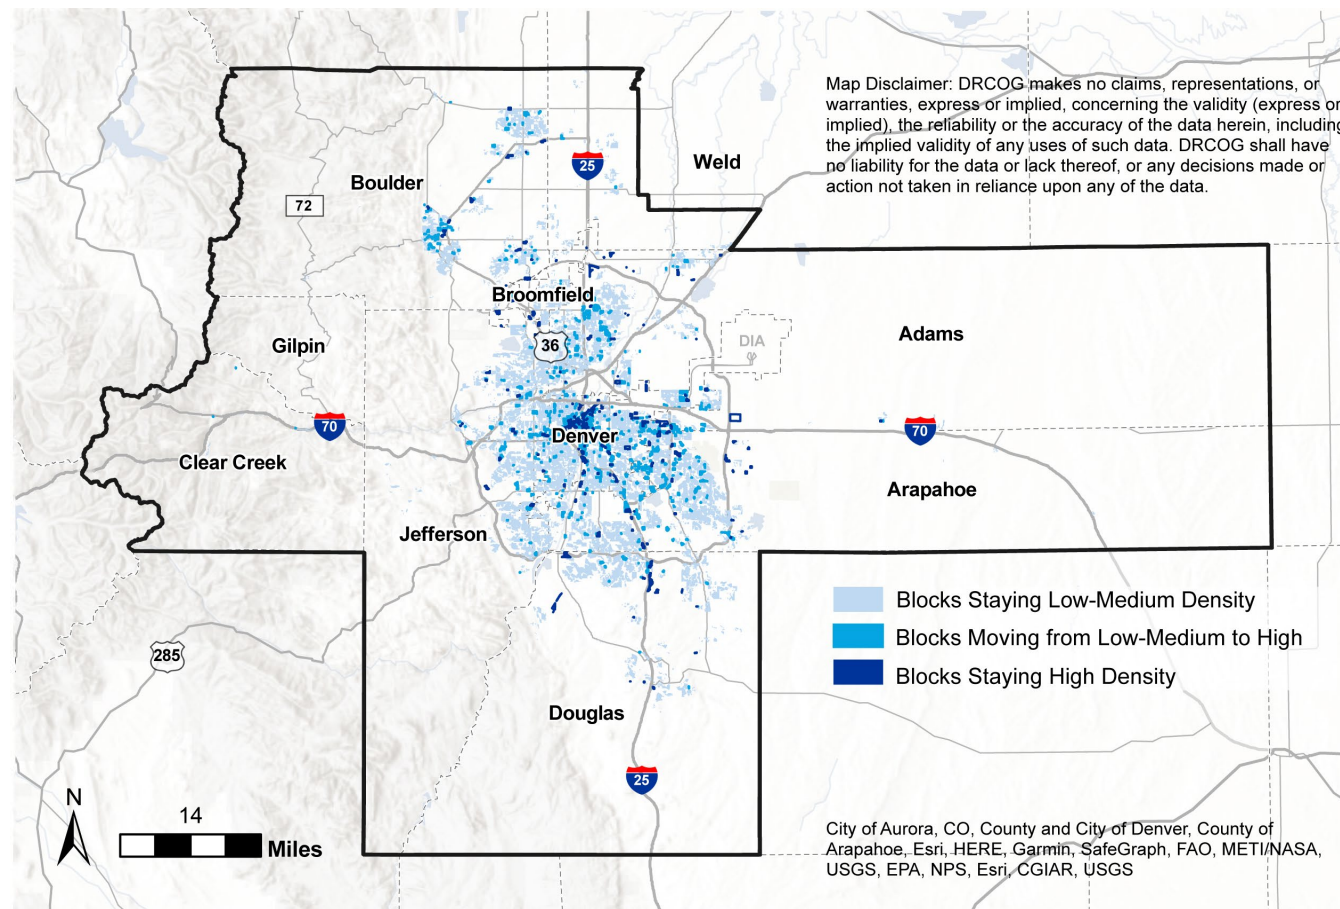 Map Disclaimer: DRCOG makes no claims, representations, or
warranties, express or implied, concerning the validity (express or
implied), the reliability or the accuracy of the data herein, including
the implied validity of any uses of such data. DRCOG shall have
no liability for the data or lack thereof, or any decisions made or
action not taken in reliance upon any of the data.
25
Weld
Boulder
72
Broomfield
Adams
DIA
Gilpin
36
70
70
Denver
Clear Creek
Arapahoe
Jefferson
Blocks Staying Low-Medium Density
Blocks Moving from Low-Medium to High
Blocks Staying High Density
285
Douglas
25
N
14
Miles
City of Aurora, CO, County and City of Denver, County of
Arapahoe, Esri, HERE, Garmin, SafeGraph, FAO, METI/NASA,
USGS, EPA, NPS, Esri, CGIAR, USGS